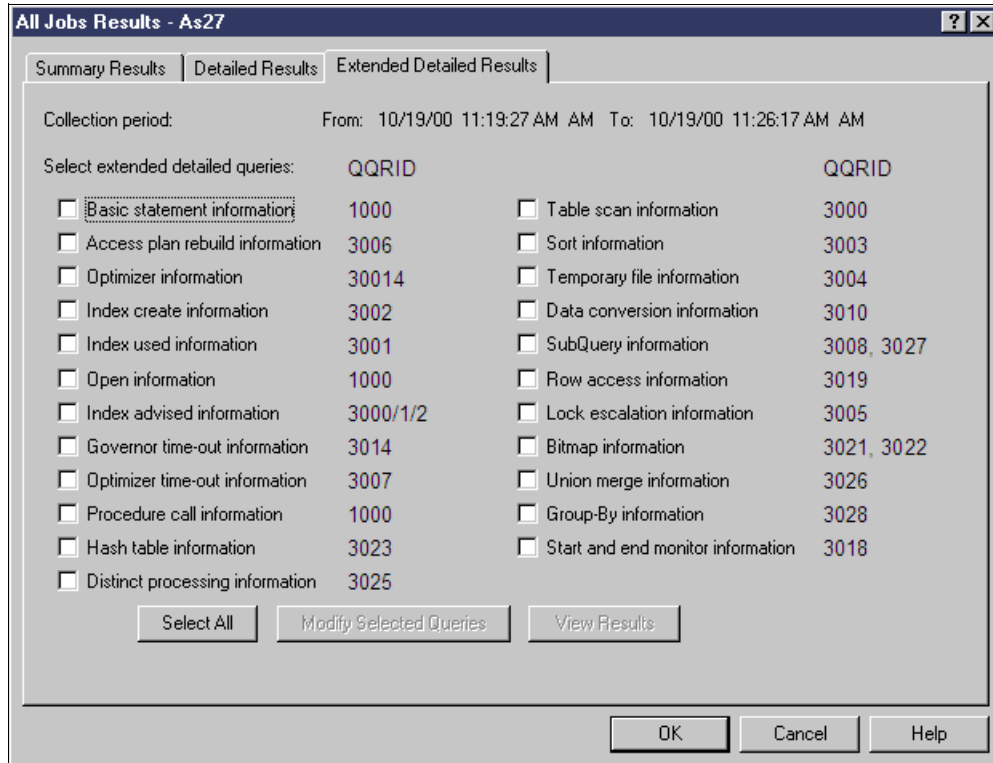 All Jobs Results - As27
Summary Results Detailed Results Extended Detailed Results
Collection period: From: 10/19/00 11:19:27 AM AM To: 10/19/00 11:26:17 AM AM
Select extended detailed queries: QQRID QQRID
Basic statement information 1000 Table scan information 3000
Access plan rebuild information 3006 Sort information 3003
Optimizer information 30014 Temporary file information 3004
Index create information 3002 Data conversion information 3010
Index used information 3001 SubQuery information 3008, 3027
Open information 1000 Row access information 3019
Index advised information 3000/1/2 Lock escalation information 3005
Governor time-out information 3014 Bitmap information 3021, 3022
Optimizer time-out information 3007 Union merge information 3026
Procedure call information 1000 Group-By information 3028
Hash table information 3023 Start and end monitor information 3018
Distinct processing information 3025
Select All Modify Selected Queries View Results
OK Cancel Help